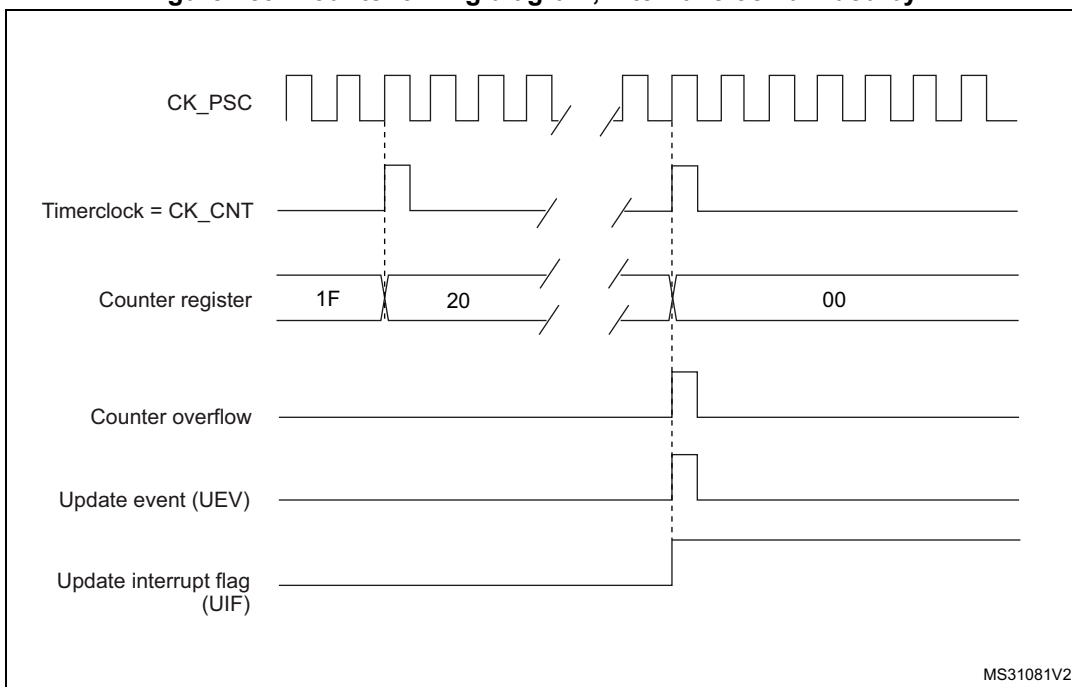 CK_PSC
Timerclock = CK_CNT
Counter register
1F
20
00
Counter overflow
Update event (UEV)
Update interrupt flag
(UIF)
MS31081V2